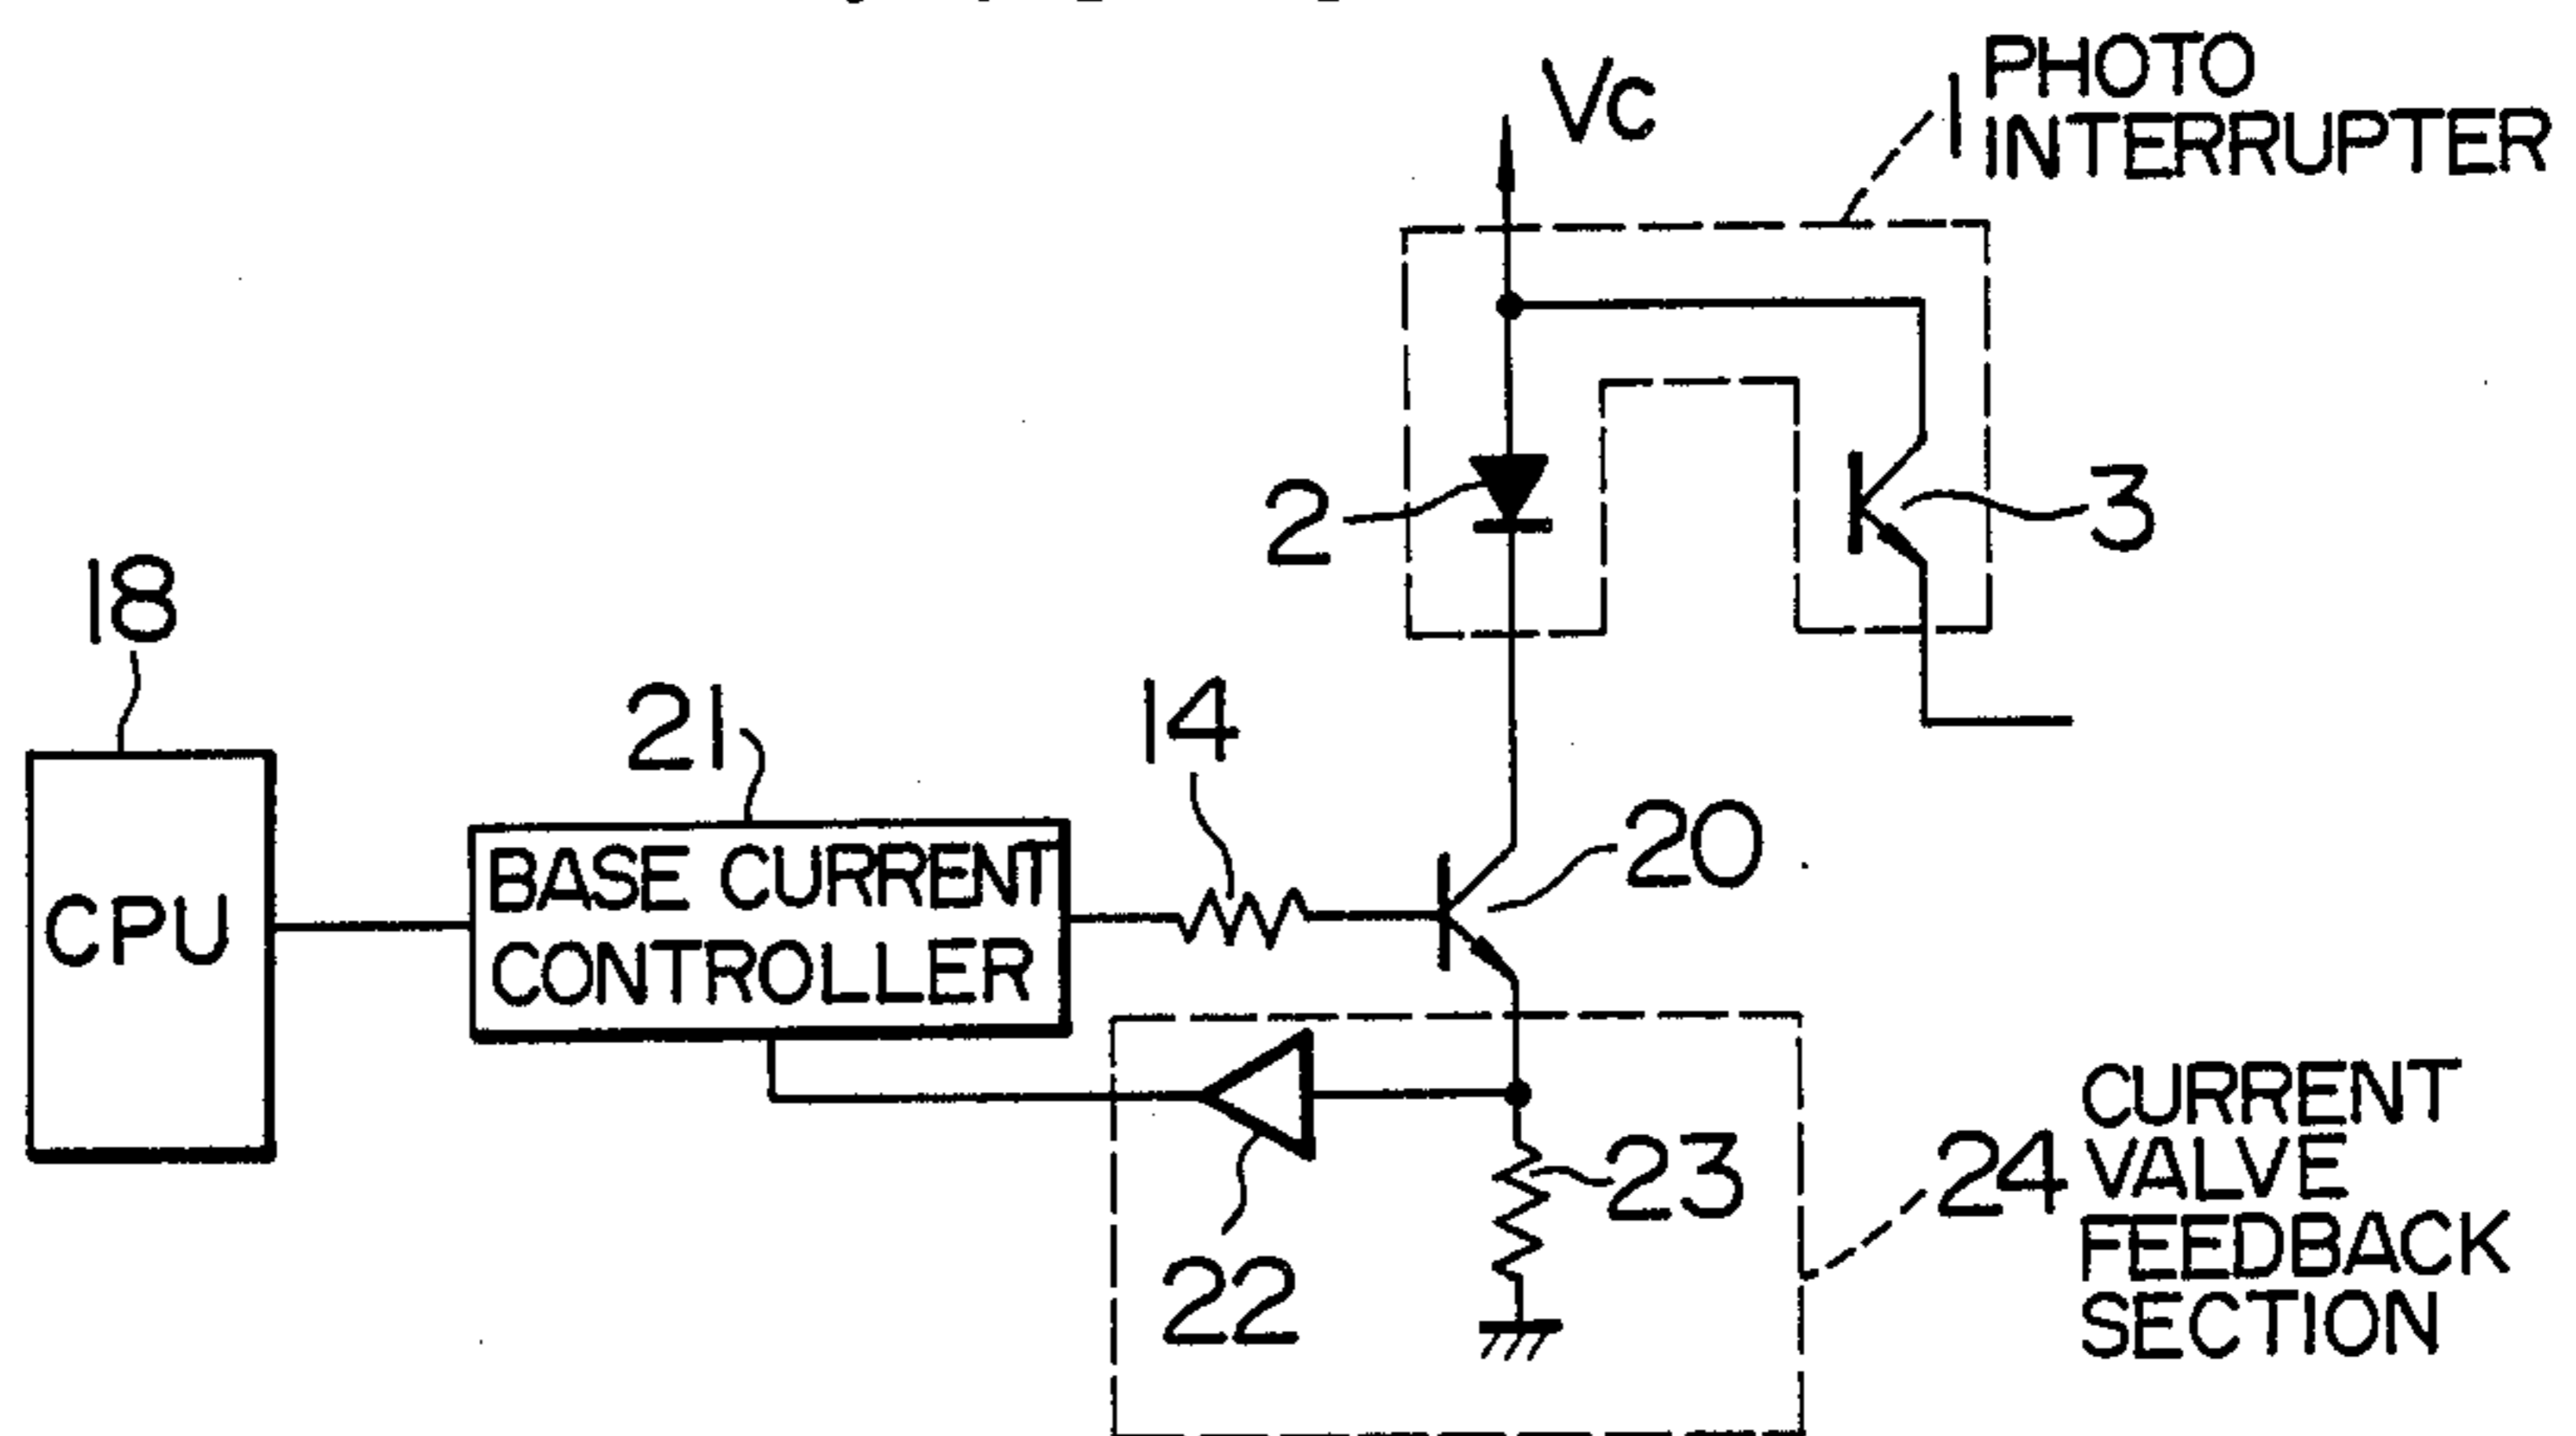 Vc
1 PHOTO
INTERRUPTER
2
3
18
21
14
20
CPU
BASE CURRENT
CONTROLLER
22
23
24 CURRENT
VALVE
FEEDBACK
SECTION